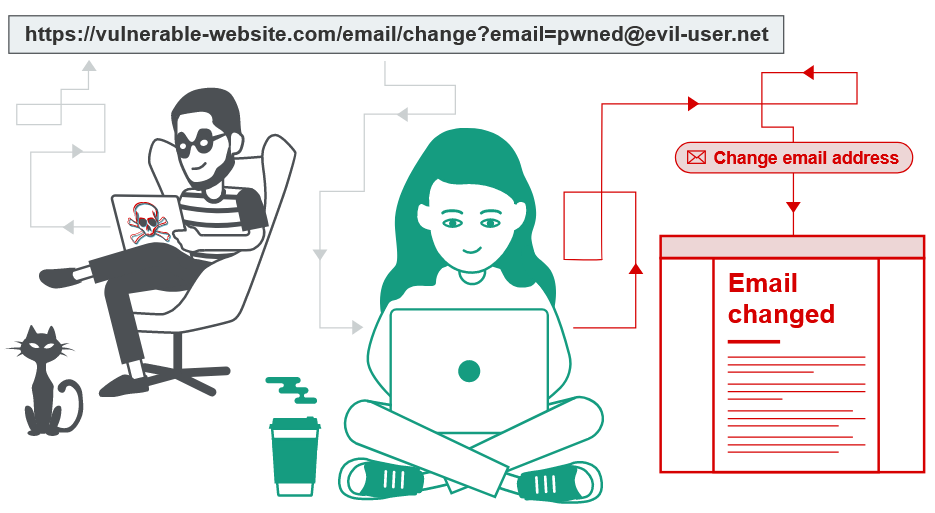 https://vulnerable-website.com/email/change?email=pwned@evil-user.net
Change email address
Email
changed